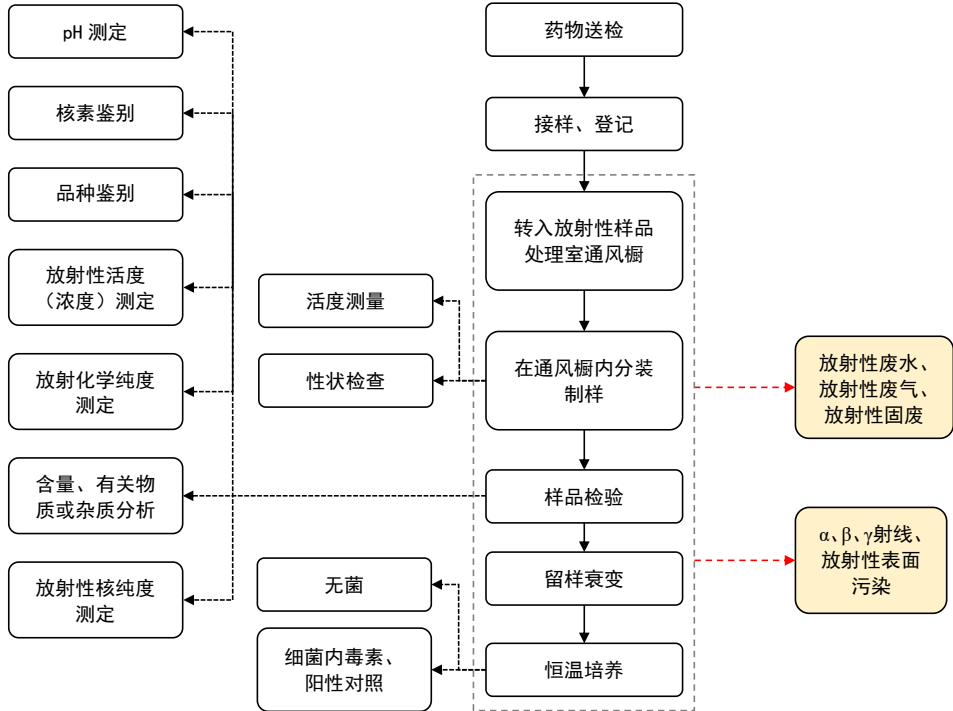 pH 测定
核素鉴别
品种鉴别
放射性活度
（浓度）测定
放射化学纯度
测定
含量、有关物
质或杂质分析
放射性核纯度
测定
活度测量
性状检查
无菌
细菌内毒素、
阳性对照
药物送检
接样、登记
转入放射性样品
处理室通风橱
在通风橱内分装
制样
样品检验
留样衰变
恒温培养
放射性废水、
放射性废气、
放射性固废
α、β、γ射线、
放射性表面
污染